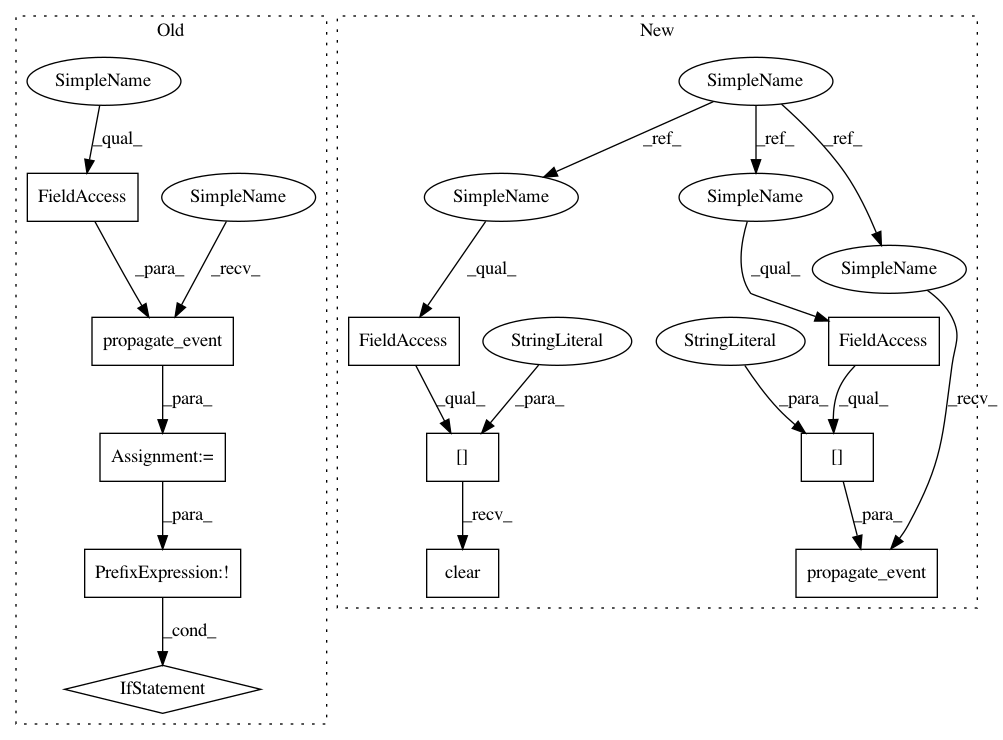 Old
New
SimpleName
SimpleName
_qual_
_ref_
_ref_
_ref_
FieldAccess
SimpleName
SimpleName
SimpleName
_para_
_recv_
_qual_
_qual_
SimpleName
propagate_event
FieldAccess
StringLiteral
StringLiteral
FieldAccess
_para_
_qual_
_para_
_para_
_qual_
_recv_
Assignment:=
[]
[]
_para_
_recv_
_para_
PrefixExpression:!
clear
propagate_event
_cond_
IfStatement